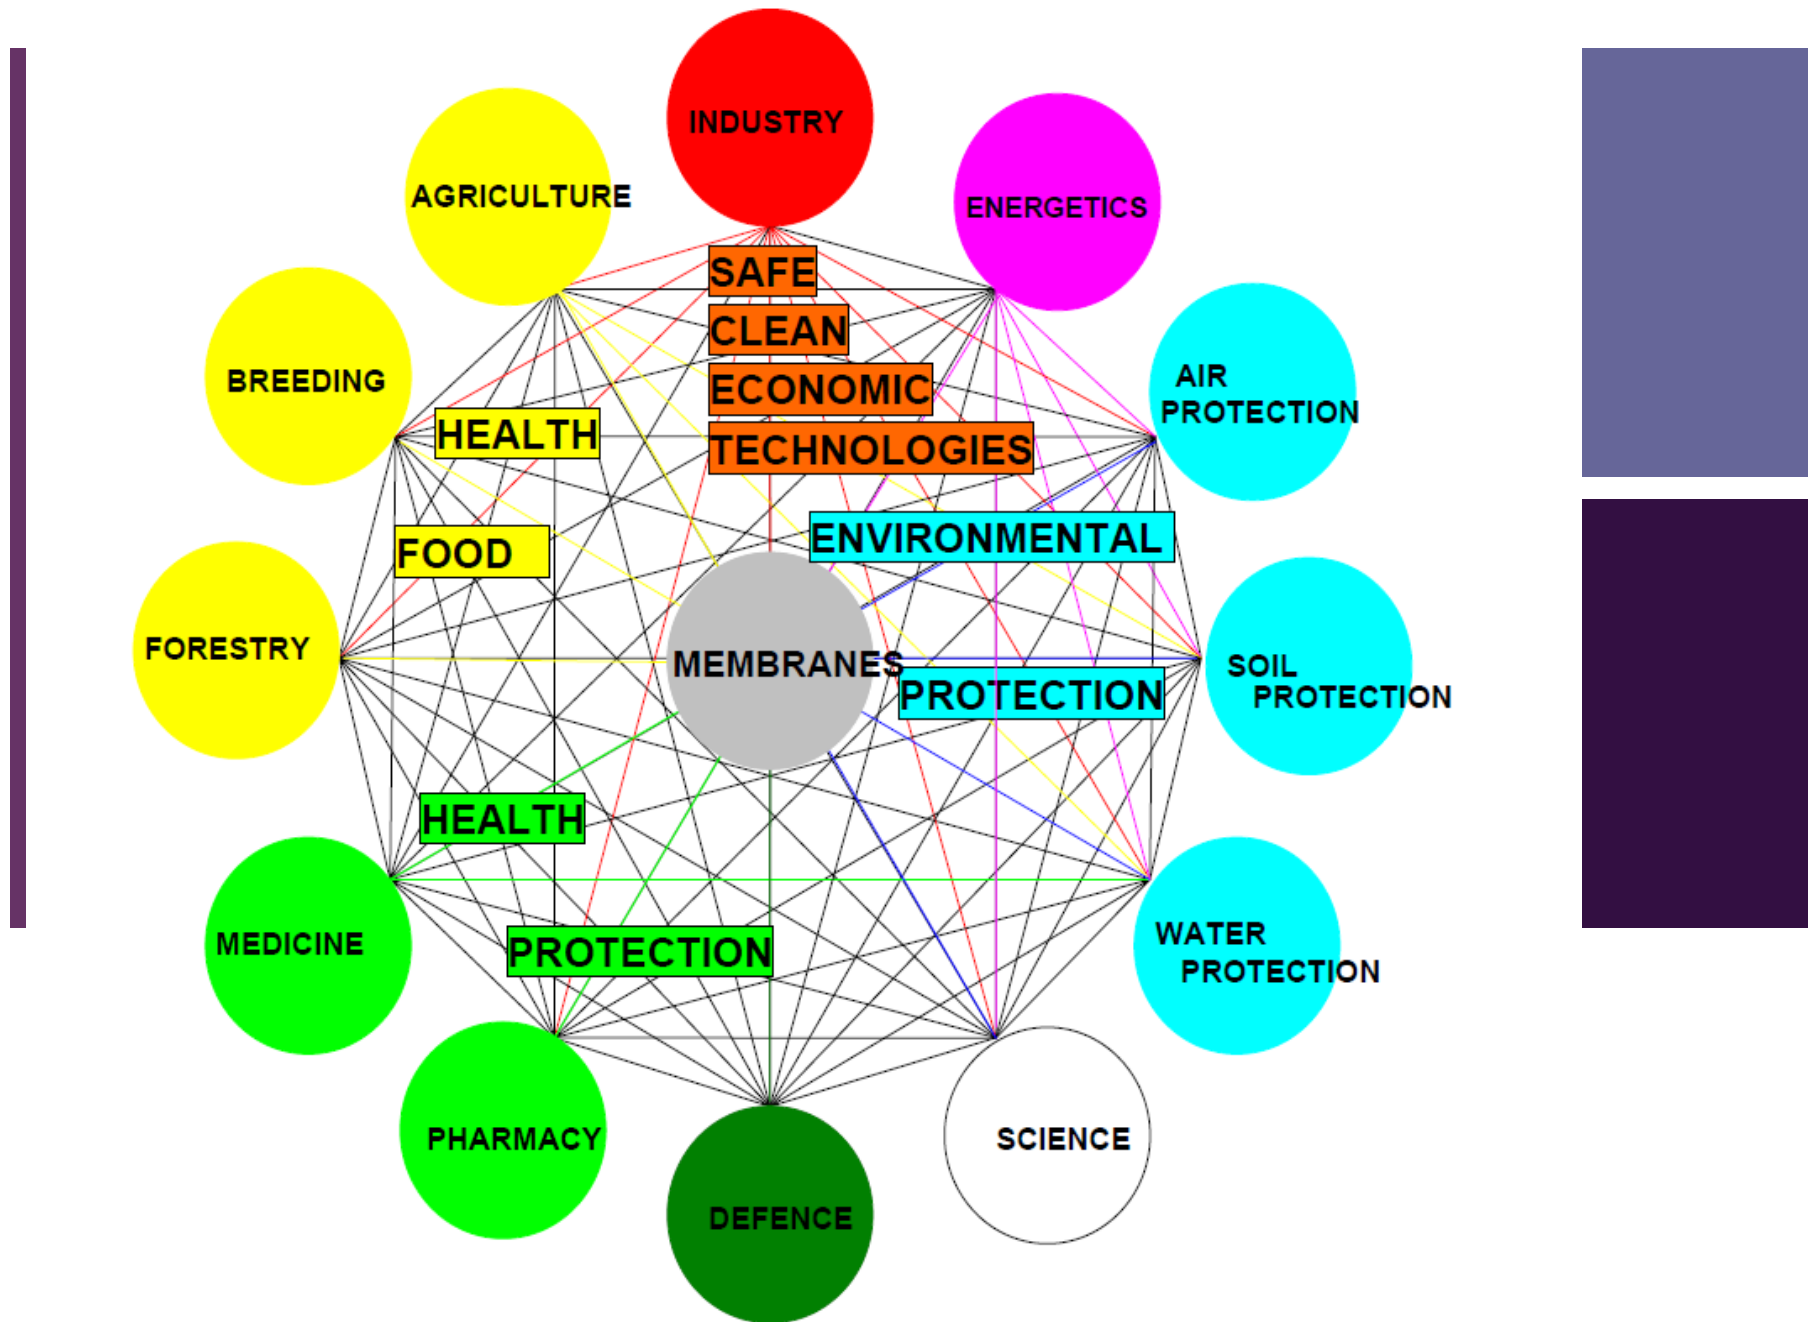 INDUSTRY
AGRICULTURE
ENERGETICS
SAFE
CLEAN
ECONOMIC
TECHNOLOGIES
BREEDING
AIR
PROTECTION
HEALTH
FOOD
ENVIRONMENTAL
FORESTRY
MEMBRANES
PROTECTION
SOIL
PROTECTION
HEALTH
PROTECTION
MEDICINE
WATER
PROTECTION
PHARMACY
SCIENCE
DEFENCE